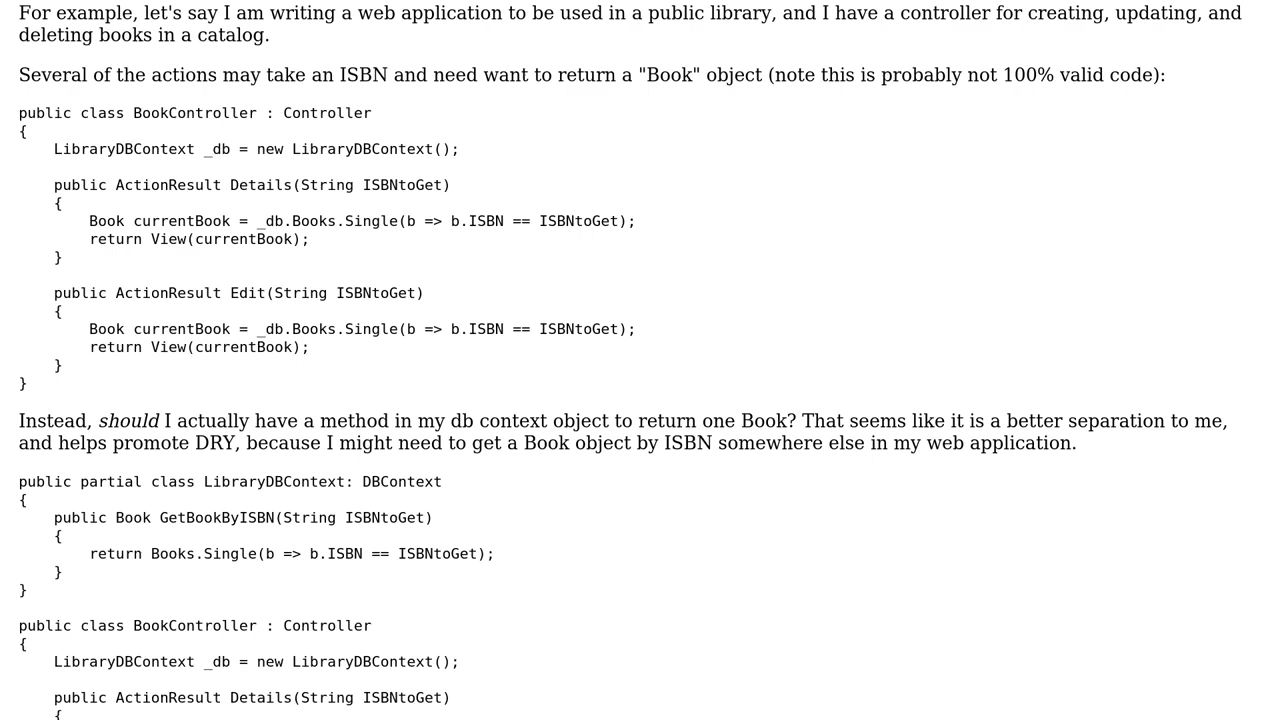 For example, let's say I am writing a web application to be used in a public library, and I have a controller for creating, updating, and
deleting books in a catalog.
Several of the actions may take an ISBN and need want to return a "Book" object (note this is probably not 100% valid code):
public class BookController : Controller
{
    LibraryDBContext _db = new LibraryDBContext();
    public ActionResult Details(String ISBNtoGet)
    {
        Book currentBook = _db.Books.Single(b => b.ISBN == ISBNtoGet);
        return View(currentBook);
    }
    public ActionResult Edit(String ISBNtoGet)
    {
        Book currentBook = _db.Books.Single(b => b.ISBN == ISBNtoGet);
        return View(currentBook);
    }
}
Instead, should I actually have a method in my db context object to return one Book? That seems like it is a better separation to me,
and helps promote DRY, because I might need to get a Book object by ISBN somewhere else in my web application.
public partial class LibraryDBContext: DBContext
{
    public Book GetBookByISBN(String ISBNtoGet)
    {
        return Books.Single(b => b.ISBN == ISBNtoGet);
    }
}
public class BookController : Controller
{
    LibraryDBContext _db = new LibraryDBContext();
    public ActionResult Details(String ISBNtoGet)
    {